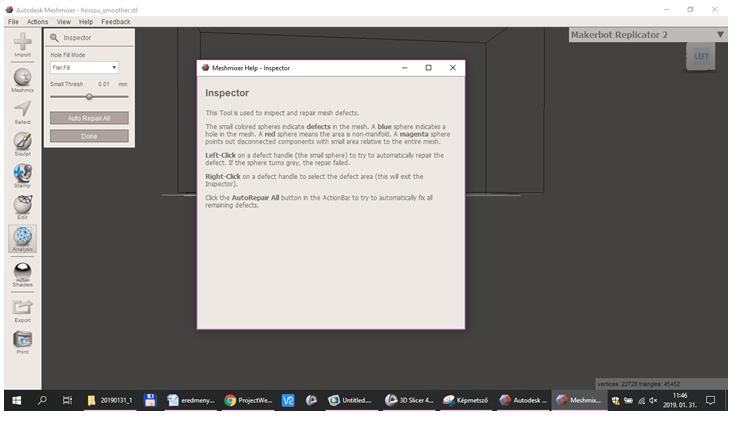 Autodesk Meshmixer - hosszu_smoother.stl
File Actions View Help Feedback
Import
Meshmix
Select
Sculpt
Stamp
Edit
Analysis
Shaders
Export
Print
Inspector
Hole Fill Mode
Flat Fill
Small Thresh 0.01 mm
Auto Repair All
Done
Makerbot Replicator 2
LEFT
Meshmixer Help - Inspector
Inspector
This Tool is used to inspect and repair mesh defects.
The small colored spheres indicate defects in the mesh. A blue sphere indicates a
hole in the mesh. A red sphere means the area is non-manifold. A magenta sphere
points out disconnected components with small area relative to the entire mesh.
Left-Click on a defect handle (the small sphere) to try to automatically repair the
defect. If the sphere turns grey, the repair failed.
Right-Click on a defect handle to select the defect area (this will exit the
Inspector).
Click the AutoRepair All button in the ActionBar to try to automatically fix all
remaining defects.
vertices: 22728 triangles: 45452
20190131_1
eredmeny...
ProjectWe...
Untitled....
3D Slicer 4...
Képmetsző
Autodesk ...
Meshmix...
11:46
2019. 01. 31.